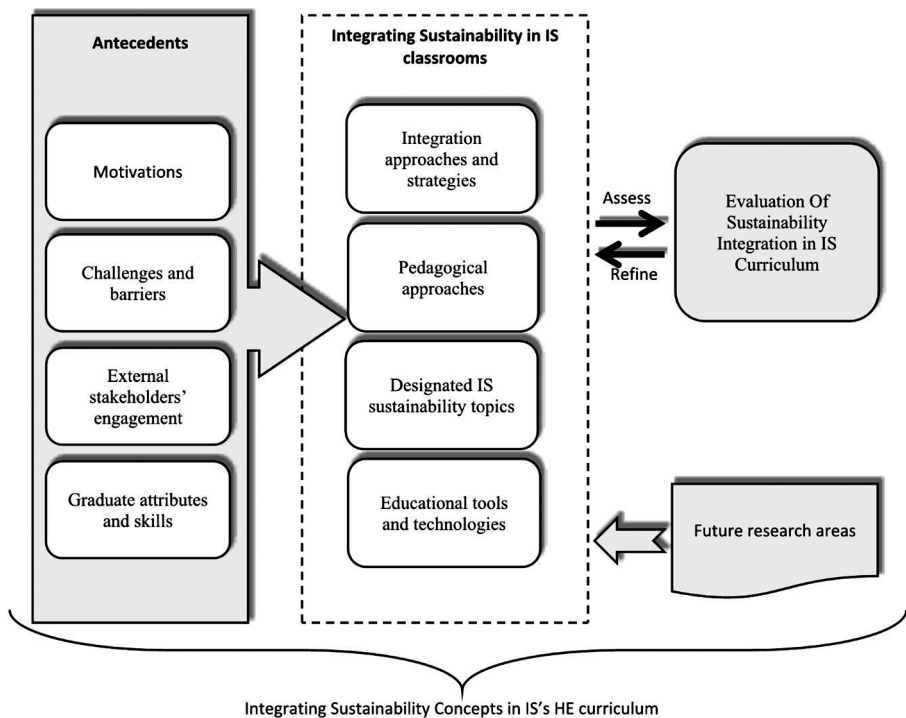 Antecedents
Motivations
Challenges and
barriers
External
stakeholders’
engagement
Graduate attributes
and skills
Integrating Sustainability in IS
classrooms
Integration
approaches and
strategies
Pedagogical
approaches
Designated IS
sustainability topics
Educational tools
and technologies
Assess
Refine
Evaluation Of
Sustainability
Integration in IS
Curriculum
Future research areas
Integrating Sustainability Concepts in IS’s HE curriculum